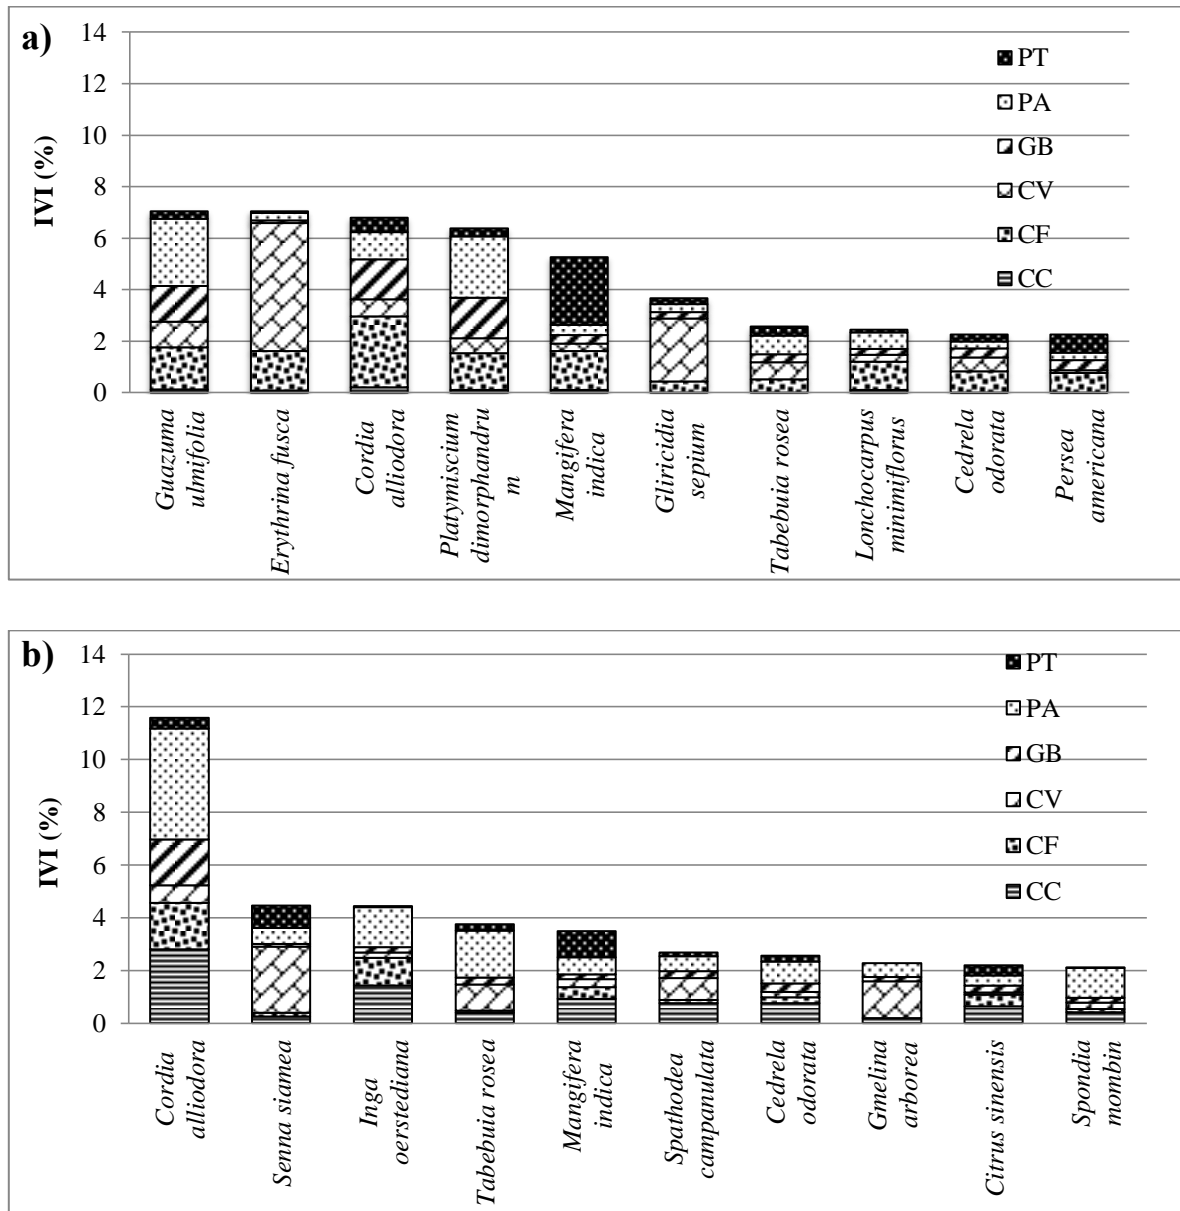 a)
IVI (%)
14
12
10
8
6
4
2
0
PT
PA
GB
CV
CF
CC
Guazuma
ulmifolia
Erythrina fusca
Cordia
alliodora
Platymiscium
dimorphandru
m
Mangifera
indica
Gliricidia
sepium
Tabebuia rosea
Lonchocarpus
minimiflorus
Cedrela
odorata
Persea
americana
b)
IVI (%)
14
12
10
8
6
4
2
0
PT
PA
GB
CV
CF
CC
Cordia
alliodora
Senna siamea
Inga
oerstediana
Tabebuia rosea
Mangifera
indica
Spathodea
campanulata
Cedrela
odorata
Gmelina
arborea
Citrus sinensis
Spondia
mombin